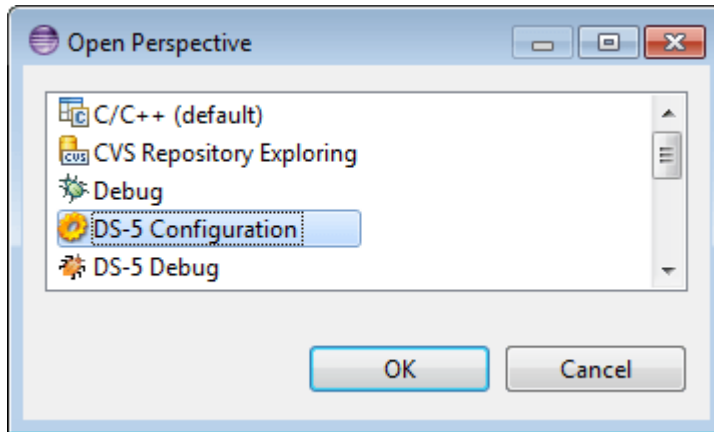 Open Perspective
C/C++ (default)
CVS Repository Exploring
Debug
DS-5 Configuration
DS-5 Debug
OK
Cancel